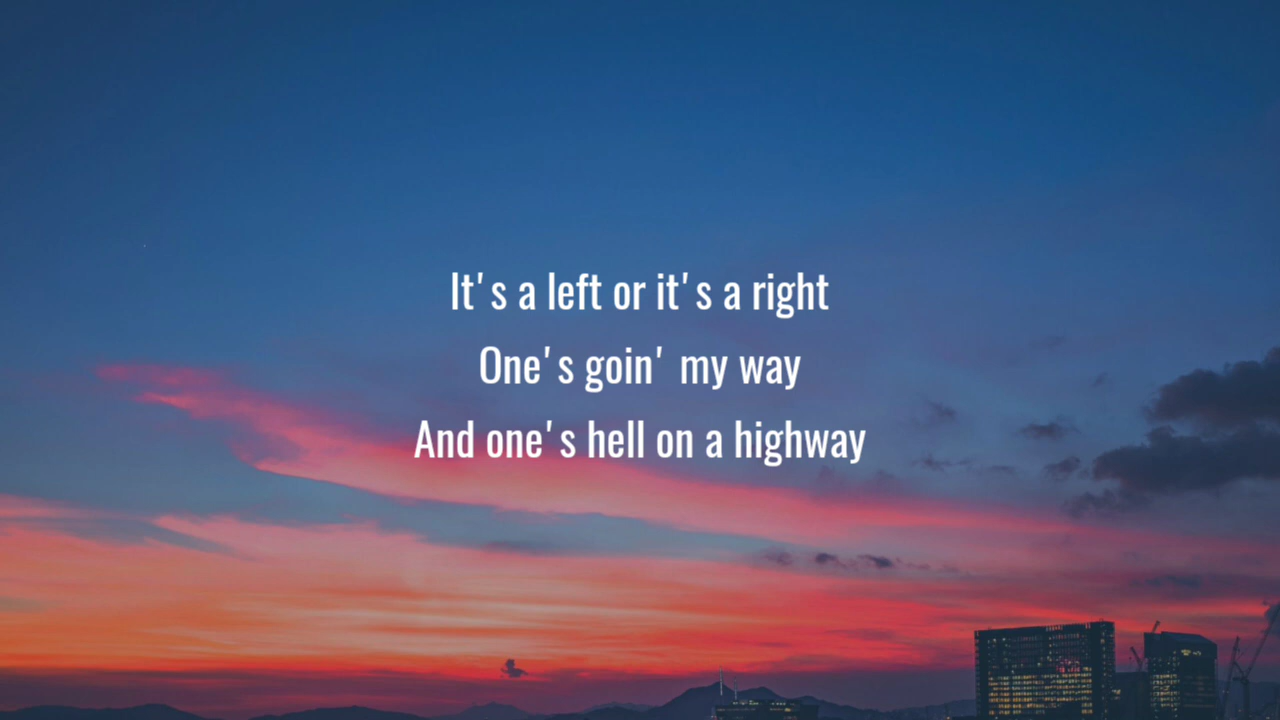 It's a left or it's a right
One's goin' my way
And one's hell on a highway